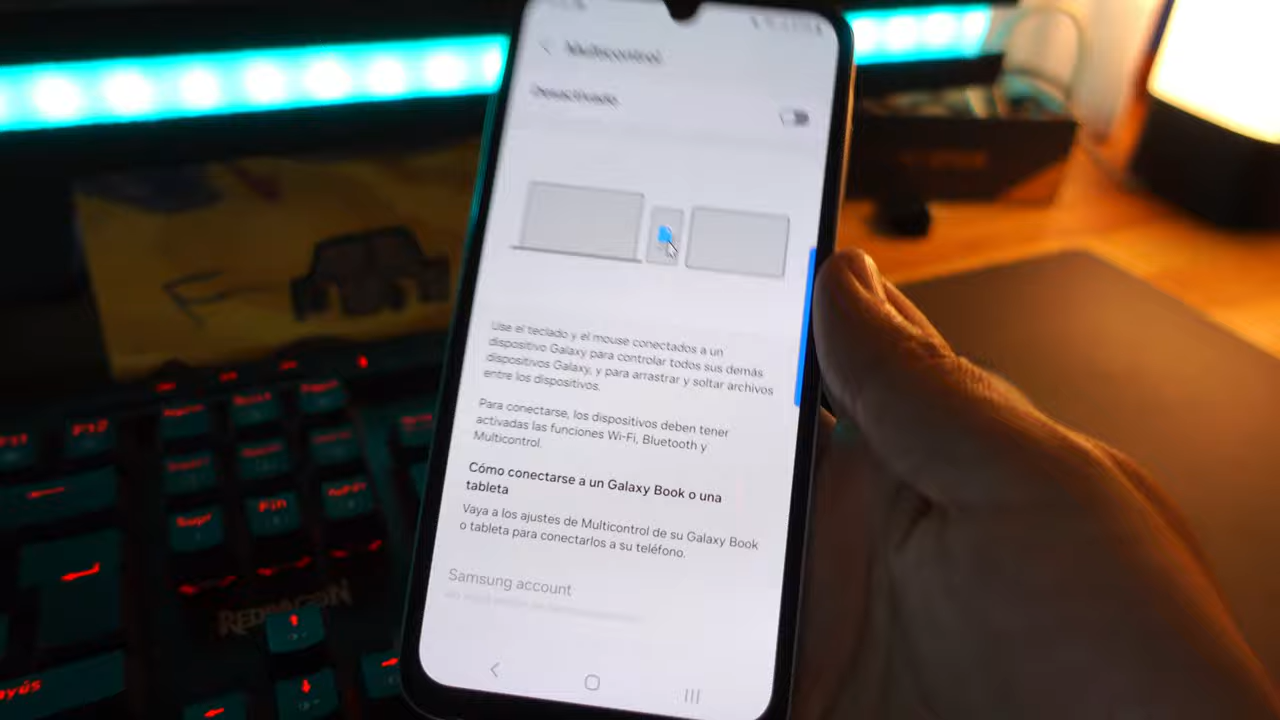 Multicontrol
Desactivado
Use el teclado y el mouse conectados a un
dispositivo Galaxy para controlar todos sus demás
dispositivos Galaxy, y para arrastrar y soltar archivos
entre los dispositivos.
Para conectarse, los dispositivos deben tener
activadas las funciones Wi-Fi, Bluetooth y
Multicontrol.
Cómo conectarse a un Galaxy Book o una
tableta
Vaya a los ajustes de Multicontrol de su Galaxy Book
o tableta para conectarlos a su teléfono.
Samsung account
F11
F12
Supr
Fin
REDRAGON